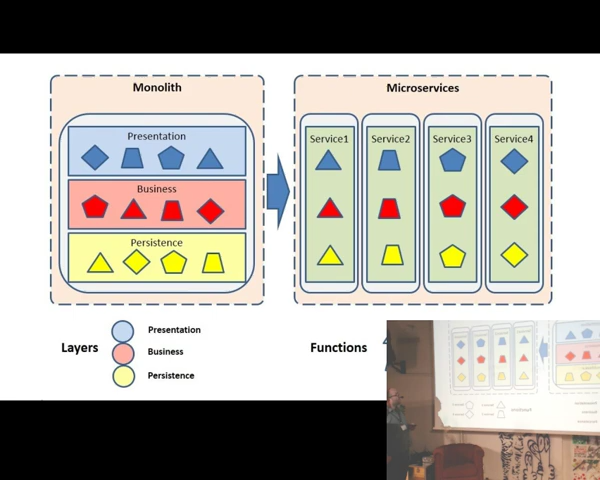 Monolith
Presentation
Business
Persistence
Microservices
Service1
Service2
Service3
Service4
Layers
Presentation
Business
Persistence
Functions